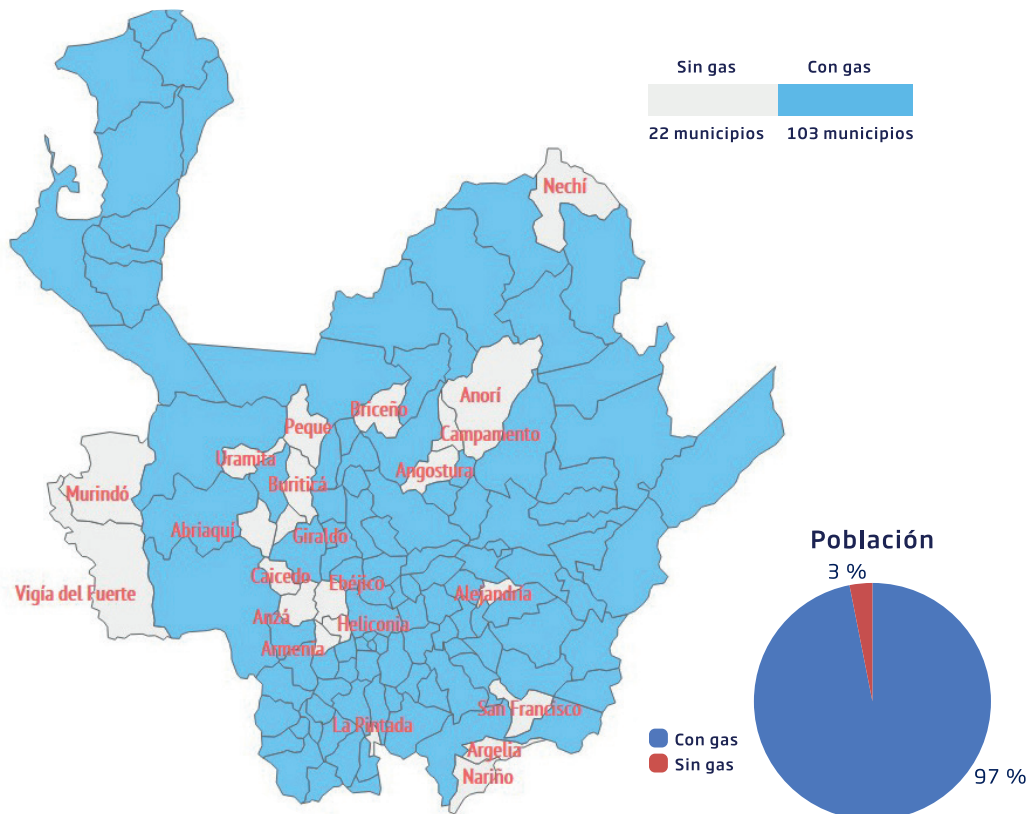 Sin gas
Con gas
22 municipios
103 municipios
Nechí
Anorí
Briceño
Campamento
Peque
Uramita
Angostura
Buriticá
Murindó
Abriaquí
Giraldo
Caicedo
Ebéjico
Vigía del Fuerte
Alejandría
Anzá
Heliconia
Armenia
San Francisco
La Pintada
Argelia
Nariño
Población
3 %
Con gas
Sin gas
97 %